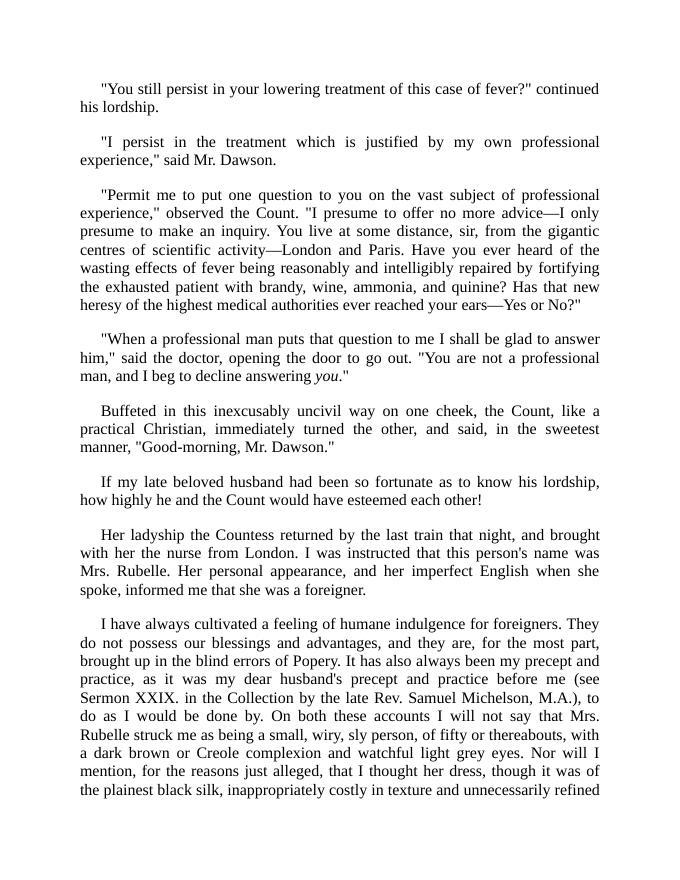 "You still persist in your lowering treatment of this case of fever?" continued
his lordship.
"I persist in the treatment which is justified by my own professional
experience," said Mr. Dawson.
"Permit me to put one question to you on the vast subject of professional
experience," observed the Count. "I presume to offer no more advice—I only
presume to make an inquiry. You live at some distance, sir, from the gigantic
centres of scientific activity—London and Paris. Have you ever heard of the
wasting effects of fever being reasonably and intelligibly repaired by fortifying
the exhausted patient with brandy, wine, ammonia, and quinine? Has that new
heresy of the highest medical authorities ever reached your ears—Yes or No?"
"When a professional man puts that question to me I shall be glad to answer
him," said the doctor, opening the door to go out. "You are not a professional
man, and I beg to decline answering you."
Buffeted in this inexcusably uncivil way on one cheek, the Count, like a
practical Christian, immediately turned the other, and said, in the sweetest
manner, "Good-morning, Mr. Dawson."
If my late beloved husband had been so fortunate as to know his lordship,
how highly he and the Count would have esteemed each other!
Her ladyship the Countess returned by the last train that night, and brought
with her the nurse from London. I was instructed that this person's name was
Mrs. Rubelle. Her personal appearance, and her imperfect English when she
spoke, informed me that she was a foreigner.
I have always cultivated a feeling of humane indulgence for foreigners. They
do not possess our blessings and advantages, and they are, for the most part,
brought up in the blind errors of Popery. It has also always been my precept and
practice, as it was my dear husband's precept and practice before me (see
Sermon XXIX. in the Collection by the late Rev. Samuel Michelson, M.A.), to
do as I would be done by. On both these accounts I will not say that Mrs.
Rubelle struck me as being a small, wiry, sly person, of fifty or thereabouts, with
a dark brown or Creole complexion and watchful light grey eyes. Nor will I
mention, for the reasons just alleged, that I thought her dress, though it was of
the plainest black silk, inappropriately costly in texture and unnecessarily refined